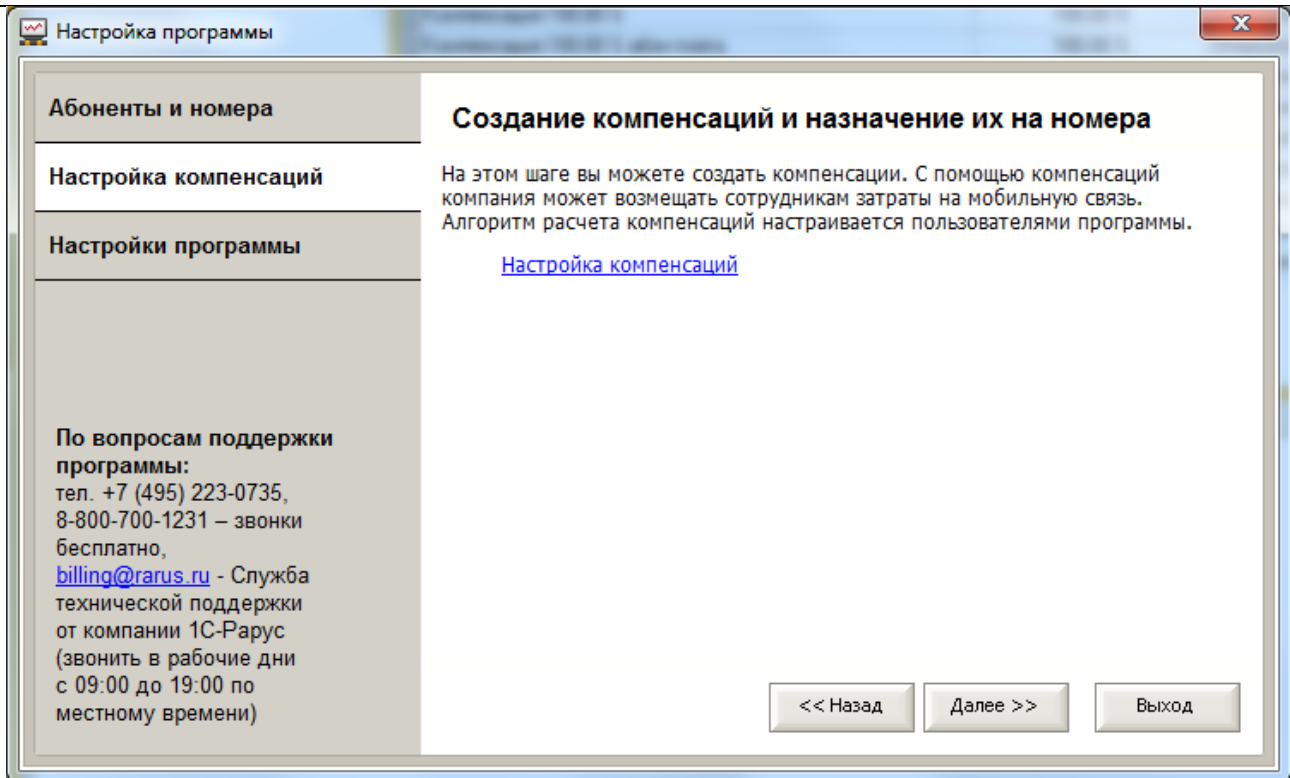 Настройка программы
Абоненты и номера
Настройка компенсаций
Настройки программы
По вопросам поддержки
программы:
тел. +7 (495) 223-0735,
8-800-700-1231 – звонки
бесплатно,
billing@rarus.ru - Служба
технической поддержки
от компании 1С-Рарус
(звонить в рабочие дни
с 09:00 до 19:00 по
местному времени)
Создание компенсаций и назначение их на номера
На этом шаге вы можете создать компенсации. С помощью компенсаций
компания может возмещать сотрудникам затраты на мобильную связь.
Алгоритм расчета компенсаций настраивается пользователями программы.
Настройка компенсаций
<< Назад
Далее >>
Выход